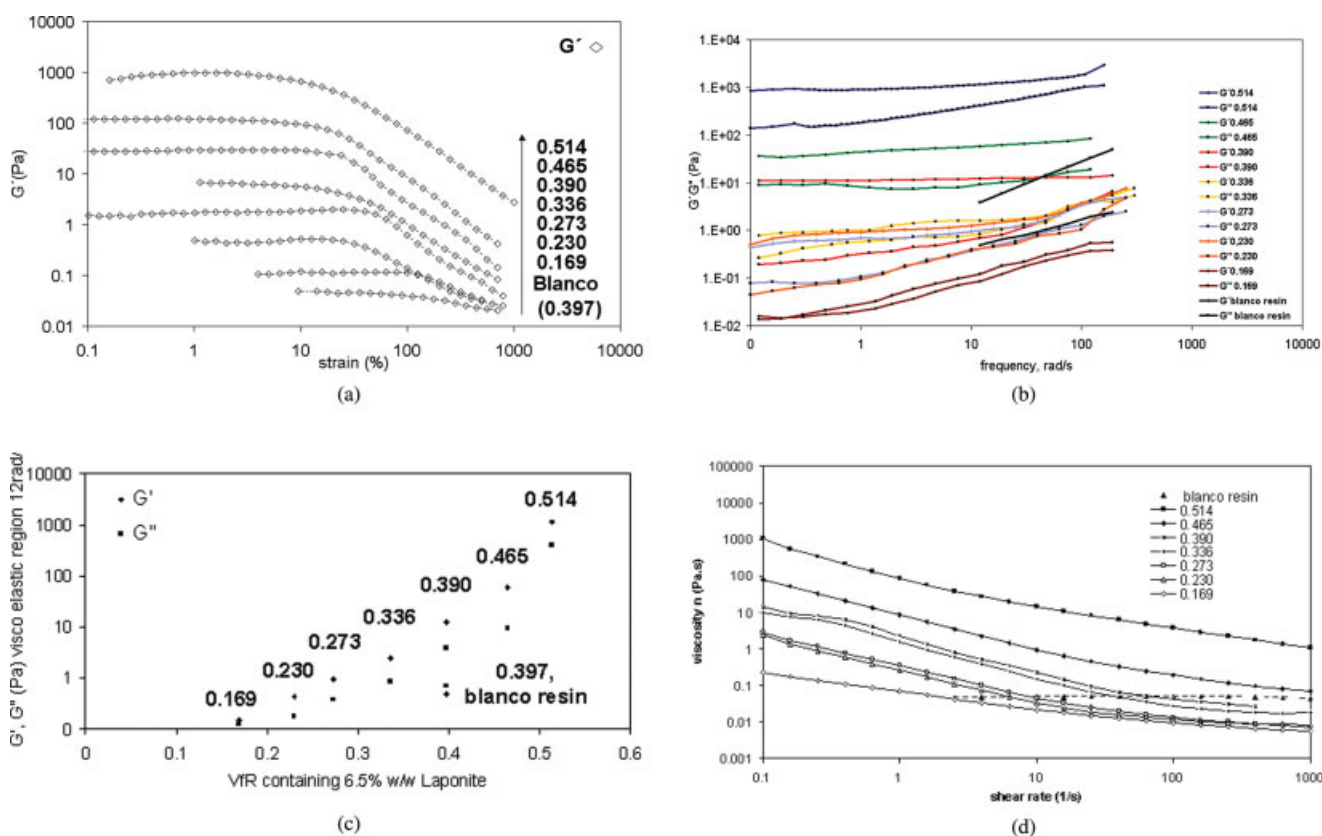 10000
1000
100
10
1
0.1
0.01
G´(Pa)
G´
0.514
0.465
0.390
0.336
0.273
0.230
0.169
Blanco
(0.397)
0.1 1 10 100 1000 10000
strain (%)
(a)
1.E+04
1.E+03
1.E+02
1.E+01
1.E+00
1.E-01
1.E-02
G´G" (Pa)
0 1 10 100 1000 10000
frequency, rad/s
G´0.514
G" 0.514
G´0.465
G" 0.465
G´0.390
G" 0.390
G´0.336
G" 0.336
G´0.273
G" 0.273
G´0.230
G" 0.230
G´0.169
G" 0.169
G´blanco resin
G" blanco resin
(b)
G', G" (Pa) visco elastic region 12rad/
10000
1000
100
10
1
0
G'
G"
0.514
0.465
0.390
0.336
0.273
0.230
0.169
0.397,
blanco resin
0 0.1 0.2 0.3 0.4 0.5 0.6
VfR containing 6.5% w/w Laponite
(c)
viscosity n (Pa.s)
100000
10000
1000
100
10
1
0.1
0.01
0.001
blanco resin
0.514
0.465
0.390
0.336
0.273
0.230
0.169
0.1 1 10 100 1000
shear rate (1/s)
(d)